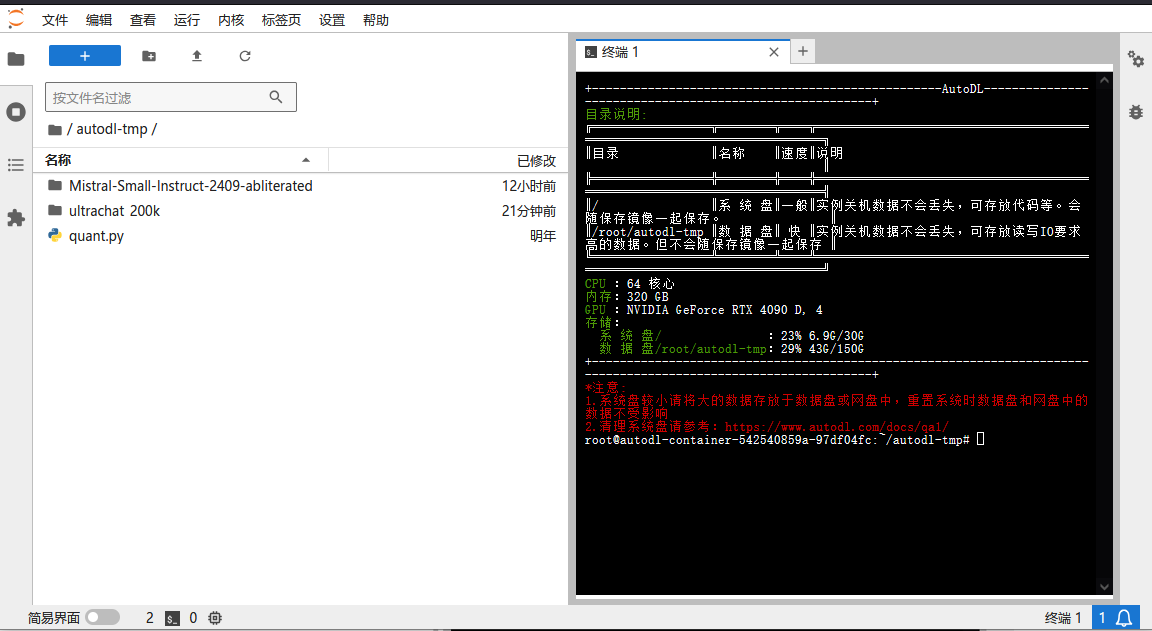 文件 编辑 查看 运行 内核 标签页 设置 帮助
+
按文件名过滤
/ autodl-tmp /
名称 已修改
Mistral-Small-Instruct-2409-abliterated 12小时前
ultrachat_200k 21分钟前
quant.py 明年
终端 1
+--------------------------------------------------AutoDL---------------
-----------------------------------------+
目录说明:
║目录 ║名称 ║速度║说明
║/ ║系 统 盘║一般║实例关机数据不会丢失，可存放代码等。会
随保存镜像一起保存。
║/root/autodl-tmp ║数 据 盘║ 快 ║实例关机数据不会丢失，可存放读写IO要求
高的数据。但不会随保存镜像一起保存 ║
CPU ：64 核心
内存：320 GB
GPU ：NVIDIA GeForce RTX 4090 D, 4
存储：
系 统 盘/ ：23% 6.9G/30G
数 据 盘/root/autodl-tmp：29% 43G/150G
+-----------------------------------------------------------------------
-----------------------------------------+
*注意:
1.系统盘较小请将大的数据存放于数据盘或网盘中，重置系统时数据盘和网盘中的
数据不受影响
2.清理系统盘请参考：https://www.autodl.com/docs/qa1/
root@autodl-container-542540859a-97df04fc:~/autodl-tmp#
简易界面 2 0 终端 1 1